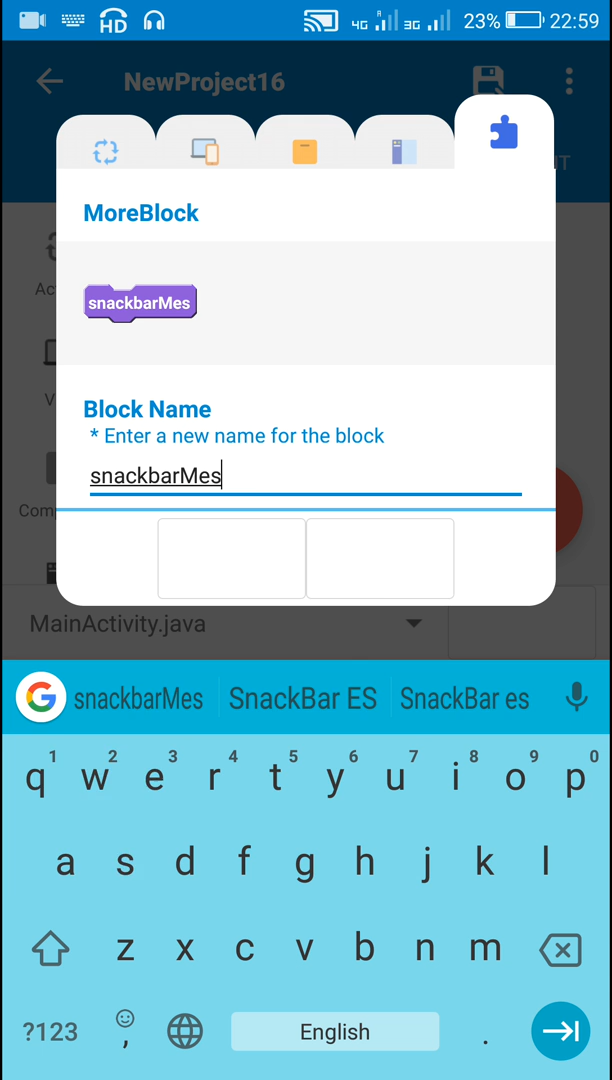 HD
4G R 3G 23% 22:59
NewProject16
MoreBlock
snackbarMes
Block Name
* Enter a new name for the block
snackbarMes
Com
MainActivity.java
G snackbarMes SnackBar ES SnackBar es
1 2 3 4 5 6 7 8 9 0
q w e r t y u i o p
a s d f g h j k l
z x c v b n m
?123 , English .